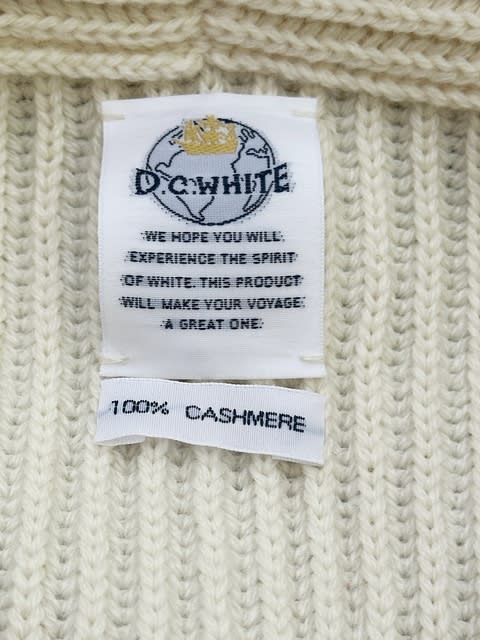 D.C.WHITE
WE HOPE YOU WILL
EXPERIENCE THE SPIRIT
OF WHITE. THIS PRODUCT
WILL MAKE YOUR VOYAGE
A GREAT ONE.
100% CASHMERE